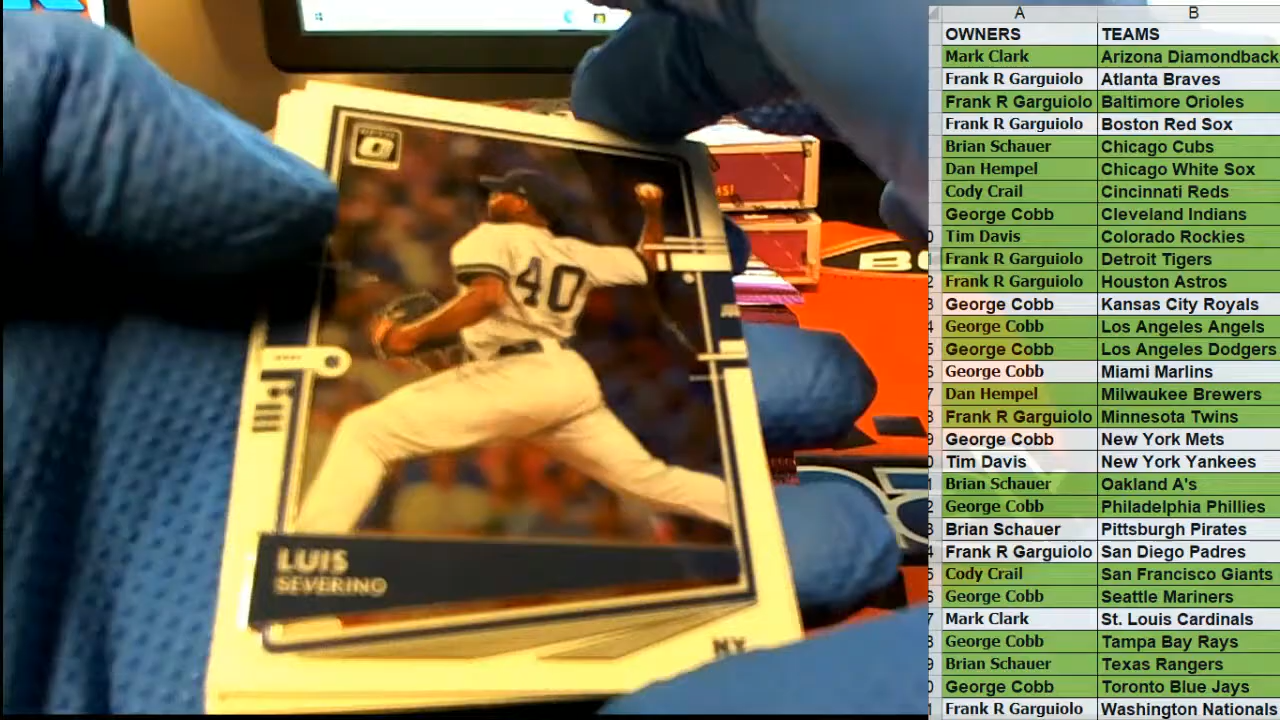 OPTIC
40
LUIS
SEVERINO
NY
A B
OWNERS TEAMS
Mark Clark Arizona Diamondback
Frank R Garguiolo Atlanta Braves
Frank R Garguiolo Baltimore Orioles
Frank R Garguiolo Boston Red Sox
Brian Schauer Chicago Cubs
Dan Hempel Chicago White Sox
Cody Crail Cincinnati Reds
George Cobb Cleveland Indians
Tim Davis Colorado Rockies
Frank R Garguiolo Detroit Tigers
Frank R Garguiolo Houston Astros
George Cobb Kansas City Royals
George Cobb Los Angeles Angels
George Cobb Los Angeles Dodgers
George Cobb Miami Marlins
Dan Hempel Milwaukee Brewers
Frank R Garguiolo Minnesota Twins
George Cobb New York Mets
Tim Davis New York Yankees
Brian Schauer Oakland A's
George Cobb Philadelphia Phillies
Brian Schauer Pittsburgh Pirates
Frank R Garguiolo San Diego Padres
Cody Crail San Francisco Giants
George Cobb Seattle Mariners
Mark Clark St. Louis Cardinals
George Cobb Tampa Bay Rays
Brian Schauer Texas Rangers
George Cobb Toronto Blue Jays
Frank R Garguiolo Washington Nationals